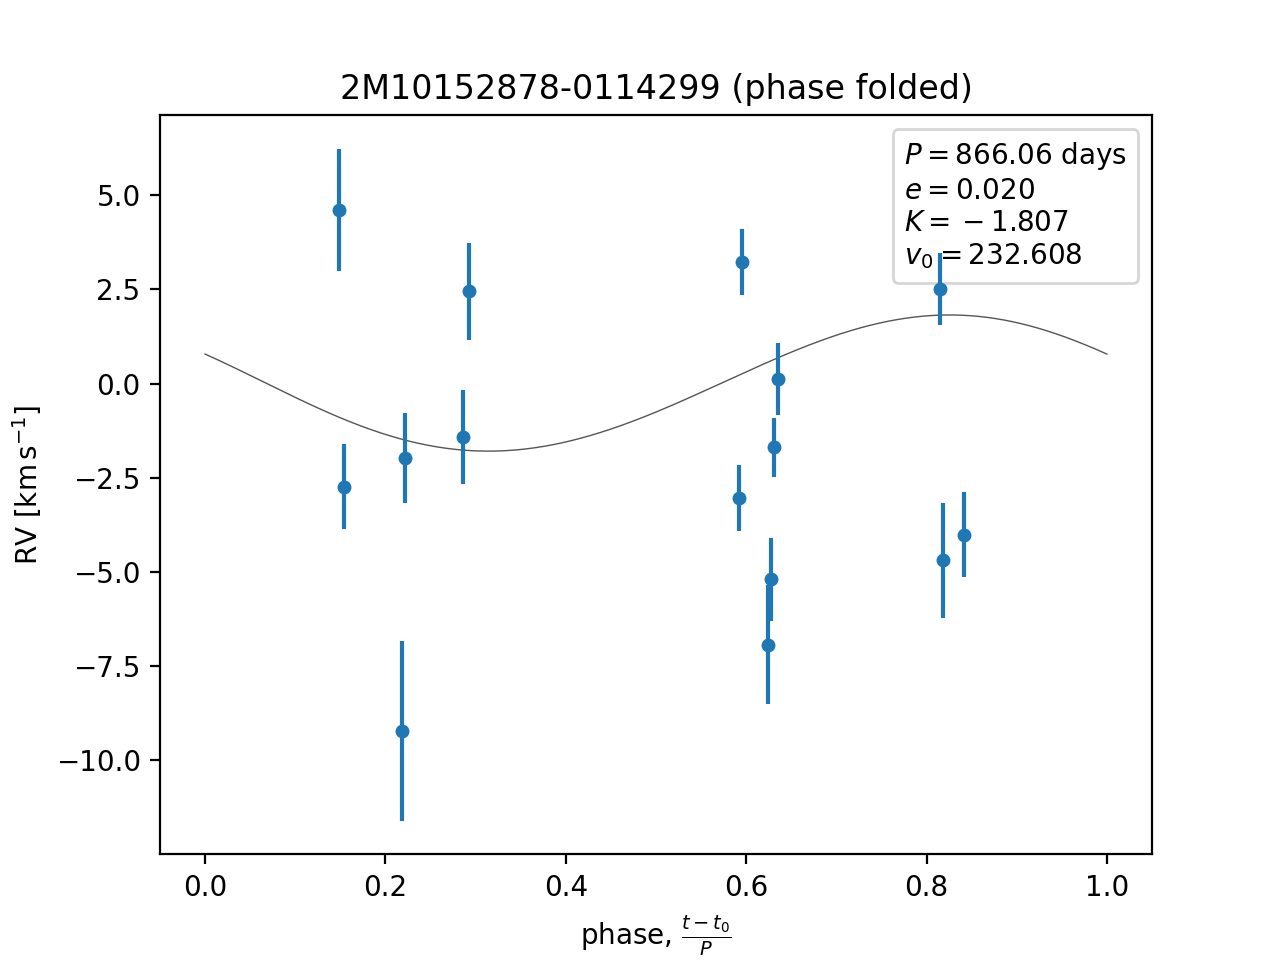 2M10152878-0114299 (phase folded)
P = 866.06 days
e = 0.020
K = −1.807
v₀ = 232.608
5.0
2.5
0.0
−2.5
−5.0
−7.5
−10.0
RV [km s⁻¹]
0.0 0.2 0.4 0.6 0.8 1.0
phase, (t − t₀)/P